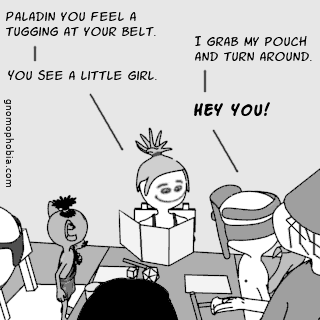 PALADIN YOU FEEL A
TUGGING AT YOUR BELT.
YOU SEE A LITTLE GIRL.
I GRAB MY POUCH
AND TURN AROUND.
HEY YOU!
gnomophobia.com